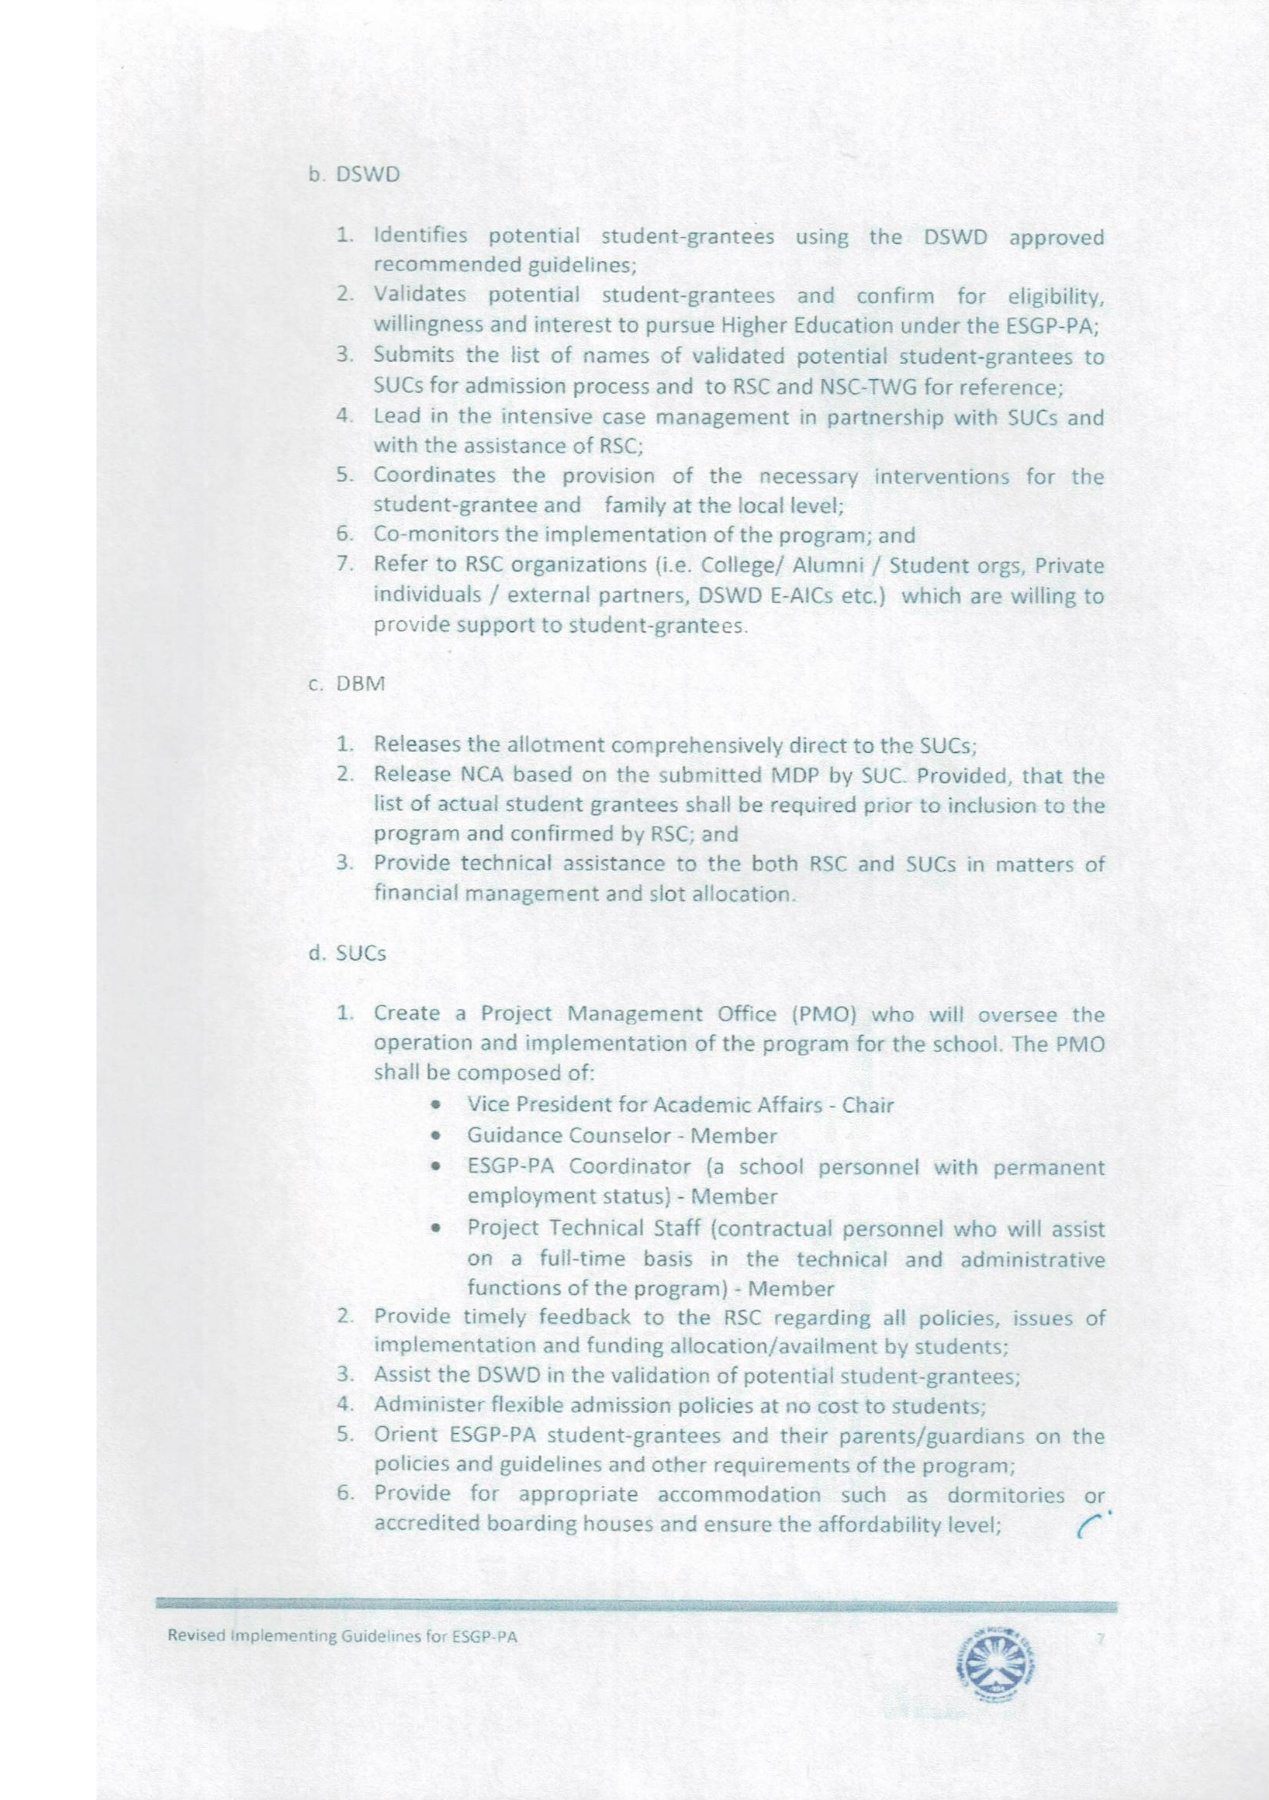 b. DSWD
1. Identifies potential student-grantees using the DSWD approved
recommended guidelines;
2. Validates potential student-grantees and confirm for eligibility,
willingness and interest to pursue Higher Education under the ESGP-PA;
3. Submits the list of names of validated potential student-grantees to
SUCs for admission process and to RSC and NSC-TWG for reference;
4. Lead in the intensive case management in partnership with SUCs and
with the assistance of RSC;
5. Coordinates the provision of the necessary interventions for the
student-grantee and family at the local level;
6. Co-monitors the implementation of the program; and
7. Refer to RSC organizations (i.e. College/ Alumni / Student orgs, Private
individuals / external partners, DSWD E-AICs etc.) which are willing to
provide support to student-grantees.
c. DBM
1. Releases the allotment comprehensively direct to the SUCs;
2. Release NCA based on the submitted MDP by SUC. Provided, that the
list of actual student grantees shall be required prior to inclusion to the
program and confirmed by RSC; and
3. Provide technical assistance to the both RSC and SUCs in matters of
financial management and slot allocation.
d. SUCs
1. Create a Project Management Office (PMO) who will oversee the
operation and implementation of the program for the school. The PMO
shall be composed of:
• Vice President for Academic Affairs - Chair
• Guidance Counselor - Member
• ESGP-PA Coordinator (a school personnel with permanent
employment status) - Member
• Project Technical Staff (contractual personnel who will assist
on a full-time basis in the technical and administrative
functions of the program) - Member
2. Provide timely feedback to the RSC regarding all policies, issues of
implementation and funding allocation/availment by students;
3. Assist the DSWD in the validation of potential student-grantees;
4. Administer flexible admission policies at no cost to students;
5. Orient ESGP-PA student-grantees and their parents/guardians on the
policies and guidelines and other requirements of the program;
6. Provide for appropriate accommodation such as dormitories or
accredited boarding houses and ensure the affordability level;
Revised Implementing Guidelines for ESGP-PA
7
COMMISSION ON HIGHER EDUCATION